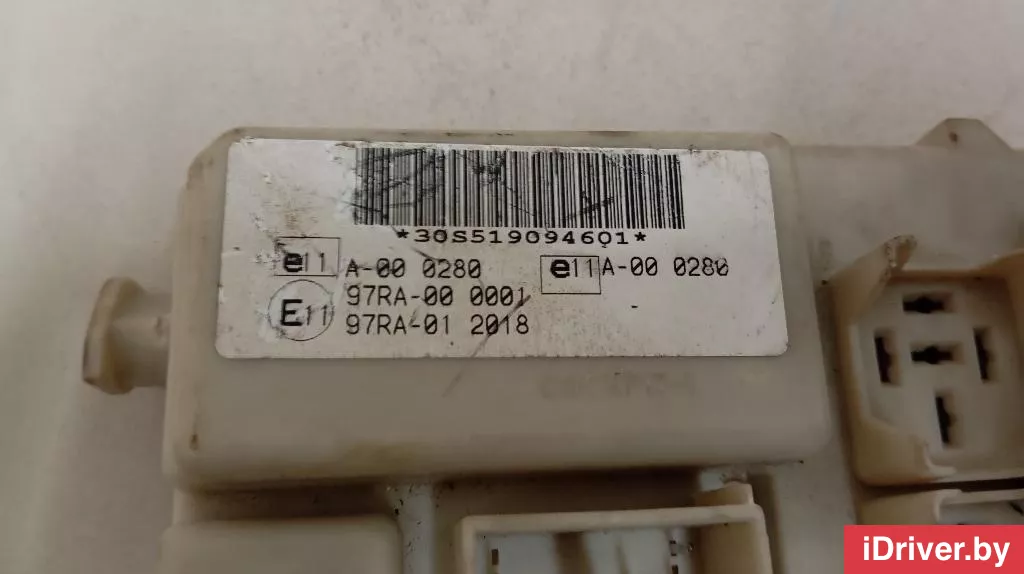 *30S519094601*
e11 A-00 0280 e11 A-00 0280
97RA-00 0001
E11 97RA-01 2018
iDriver.by